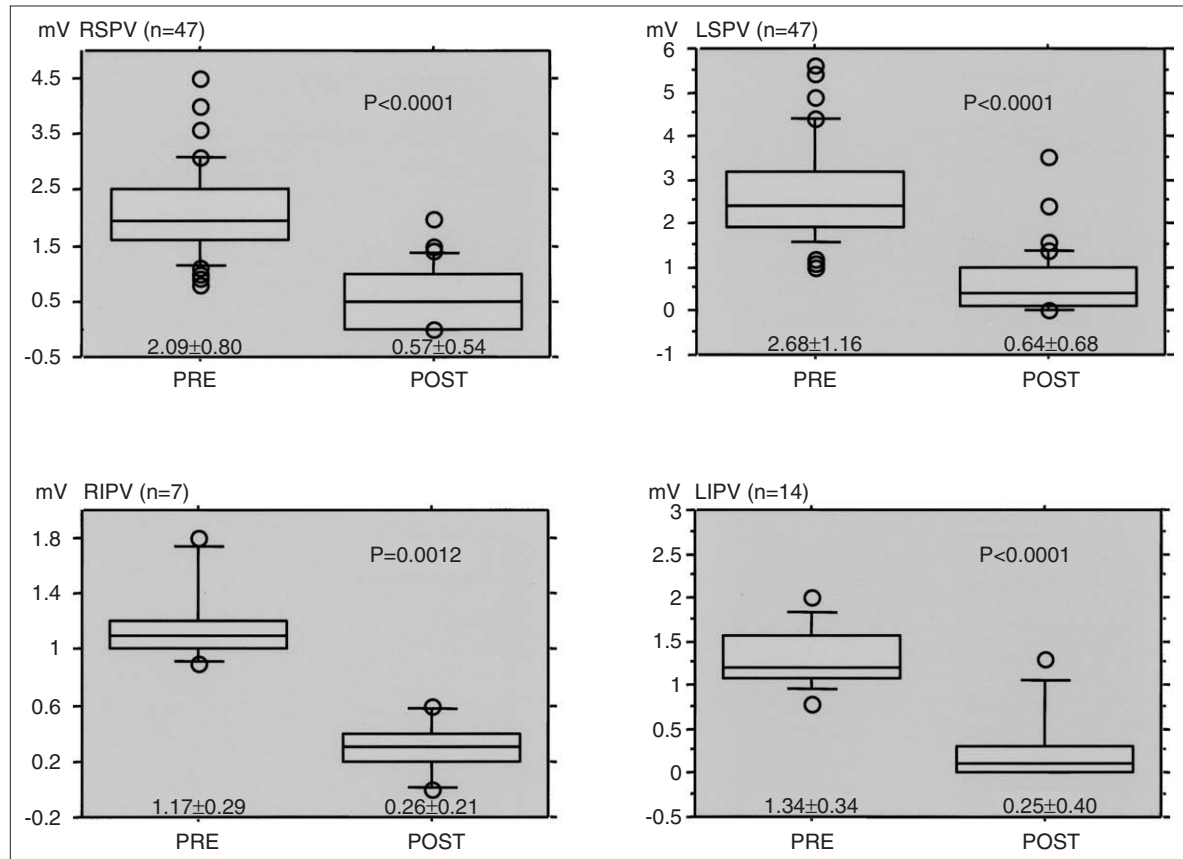 mV RSPV (n=47)
4.5
3.5
2.5
1.5
0.5
-0.5
P<0.0001
2.09±0.80
0.57±0.54
PRE
POST
mV LSPV (n=47)
6
5
4
3
2
1
0
-1
P<0.0001
2.68±1.16
0.64±0.68
PRE
POST
mV RIPV (n=7)
1.8
1.4
1
0.6
0.2
-0.2
P=0.0012
1.17±0.29
0.26±0.21
PRE
POST
mV LIPV (n=14)
3
2.5
2
1.5
1
0.5
0
-0.5
P<0.0001
1.34±0.34
0.25±0.40
PRE
POST